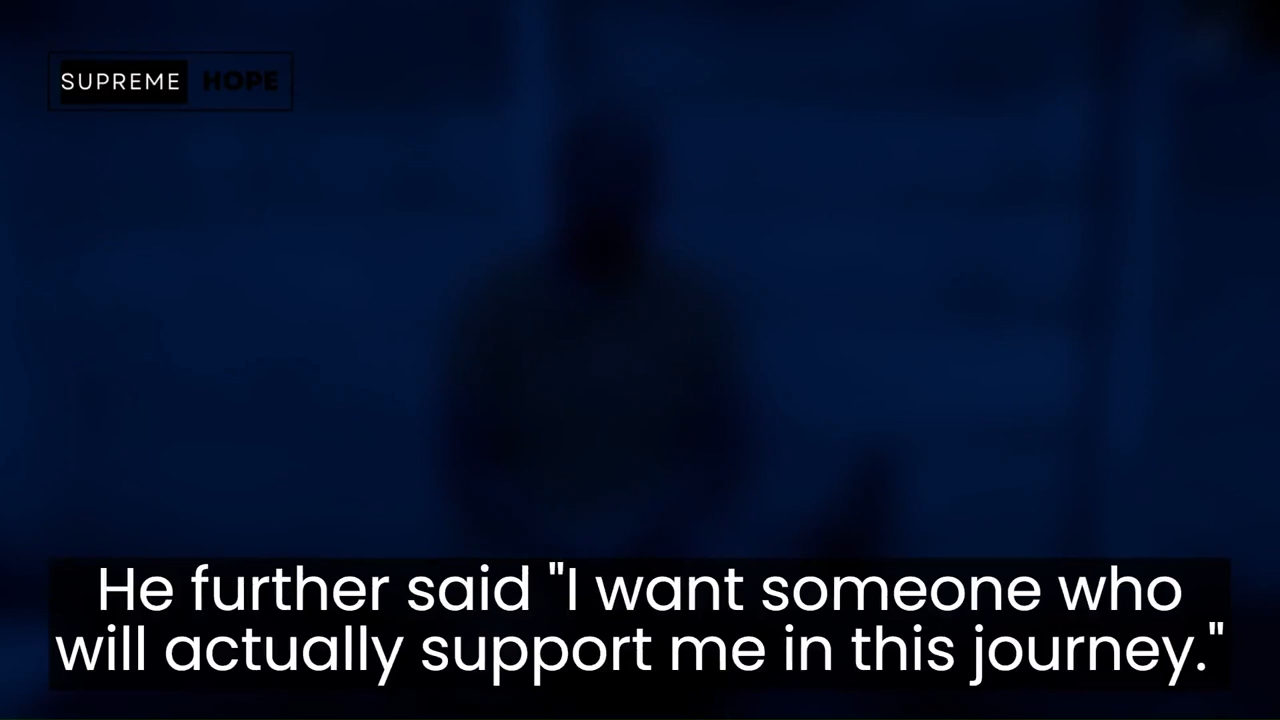 SUPREME HOPE
He further said "I want someone who
will actually support me in this journey."